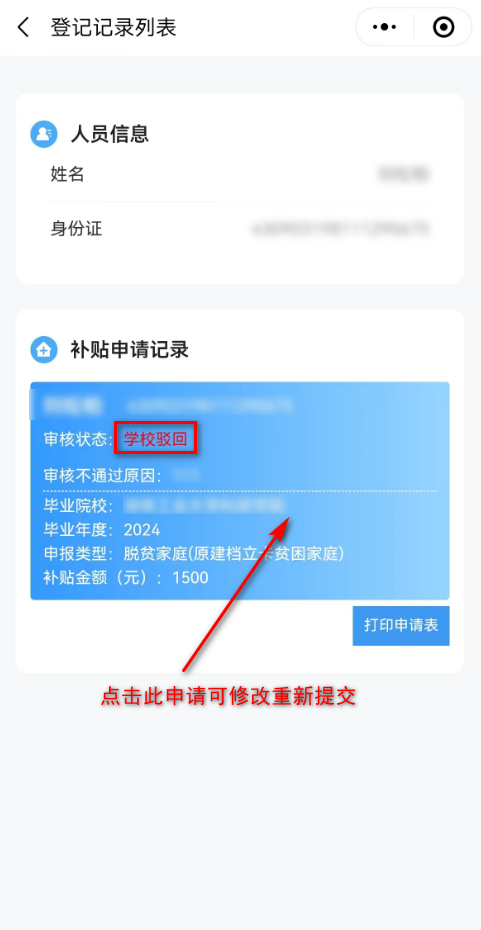 登记记录列表
人员信息
姓名
身份证
补贴申请记录
审核状态：学校驳回
审核不通过原因：
毕业院校：
毕业年度：2024
申报类型：脱贫家庭(原建档立卡贫困家庭)
补贴金额（元）：1500
打印申请表
点击此申请可修改重新提交